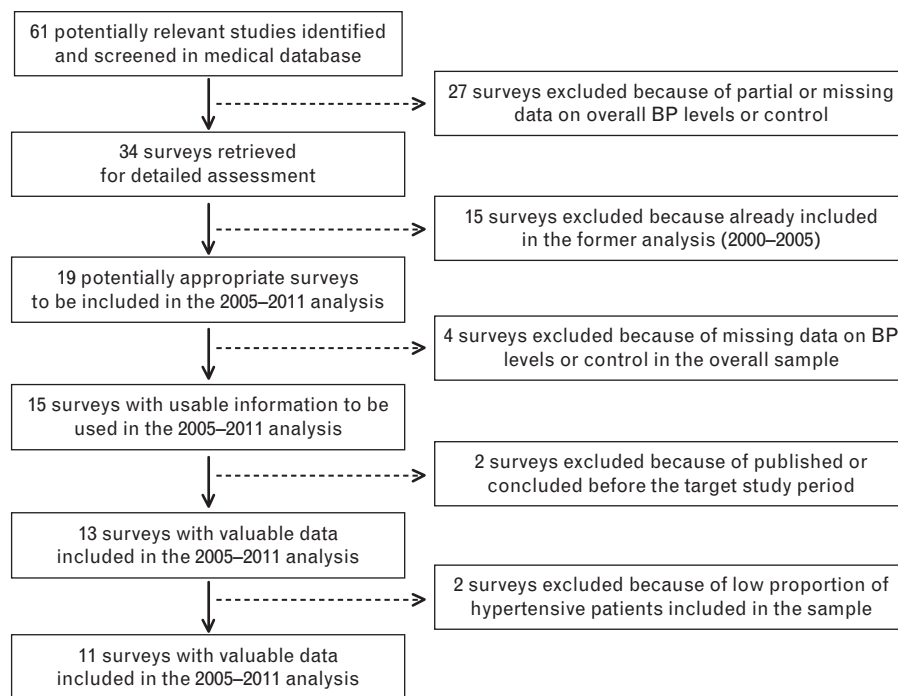 61 potentially relevant studies identified
and screened in medical database
27 surveys excluded because of partial or missing
data on overall BP levels or control
34 surveys retrieved
for detailed assessment
15 surveys excluded because already included
in the former analysis (2000–2005)
19 potentially appropriate surveys
to be included in the 2005–2011 analysis
4 surveys excluded because of missing data on BP
levels or control in the overall sample
15 surveys with usable information to be
used in the 2005–2011 analysis
2 surveys excluded because of published or
concluded before the target study period
13 surveys with valuable data
included in the 2005–2011 analysis
2 surveys excluded because of low proportion of
hypertensive patients included in the sample
11 surveys with valuable data
included in the 2005–2011 analysis